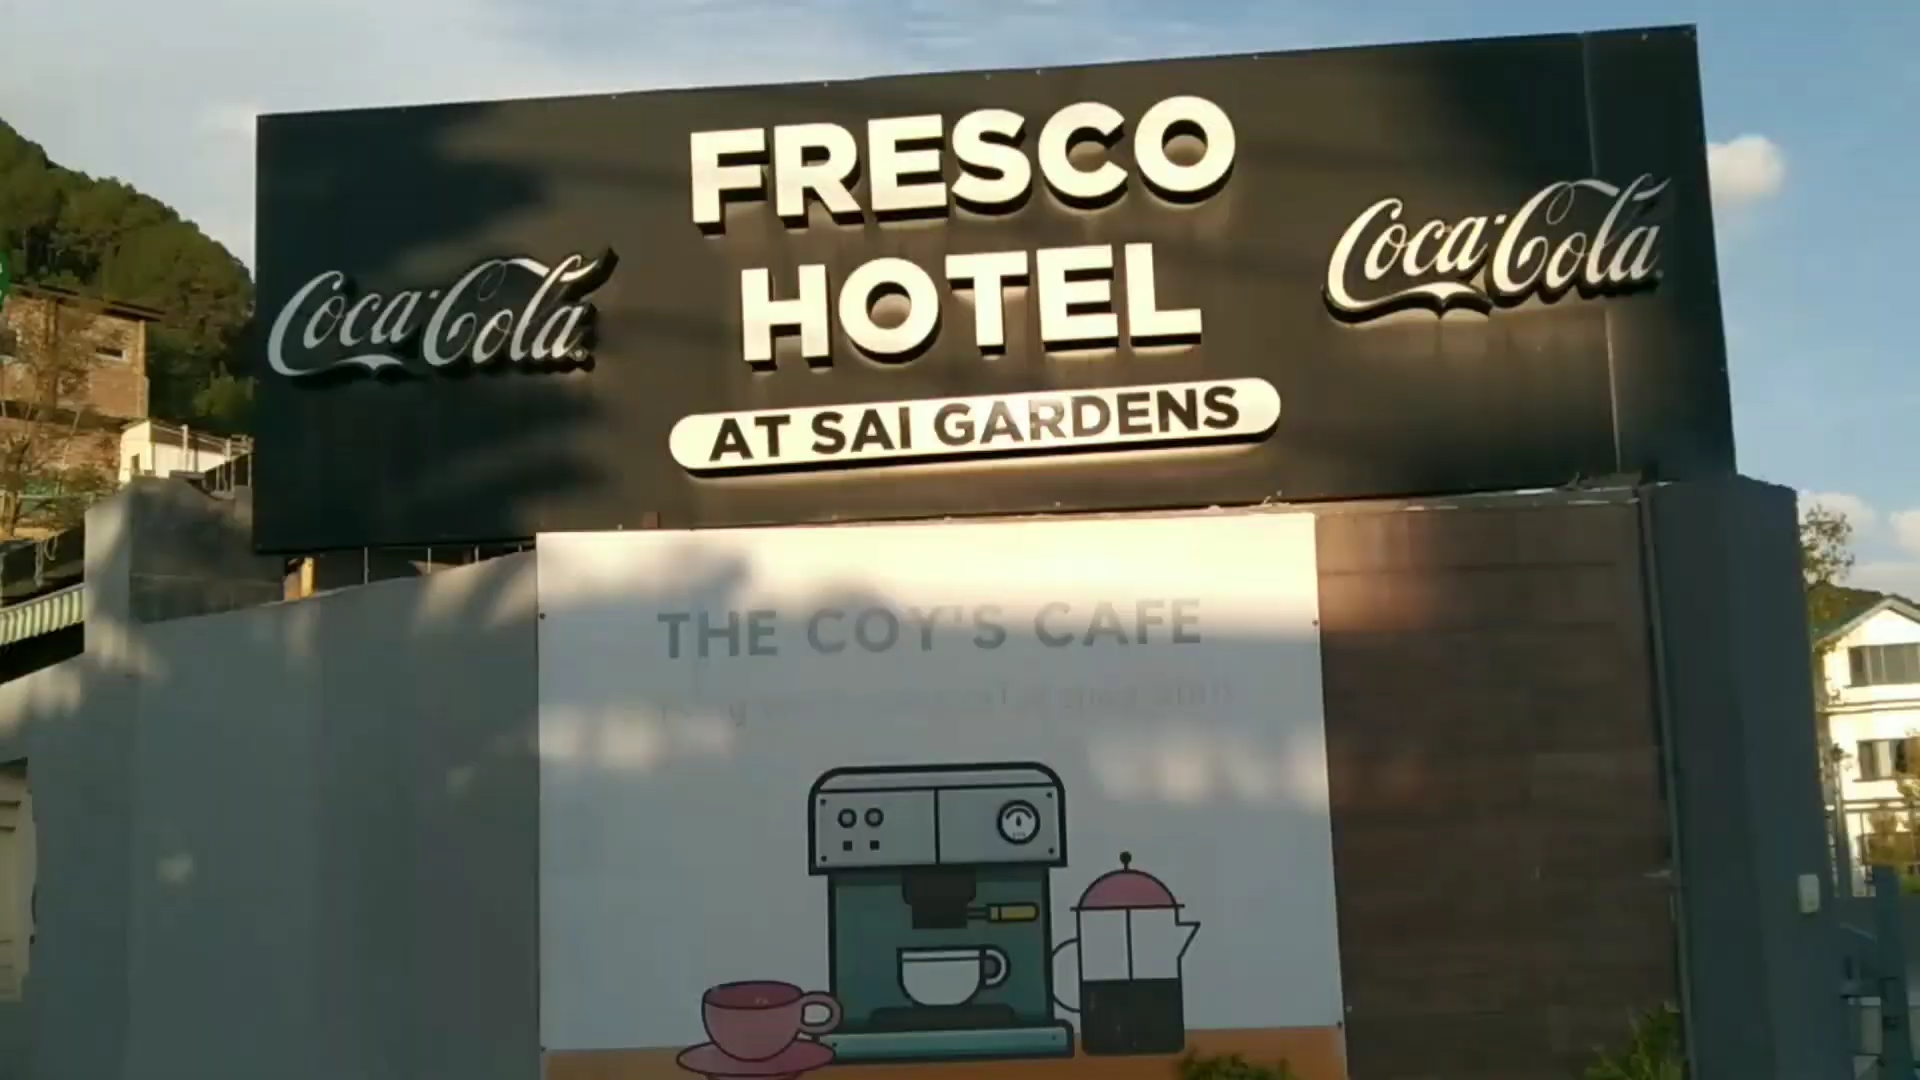 FRESCO
HOTEL
Coca-Cola
Coca-Cola
AT SAI GARDENS
THE COY'S CAFE